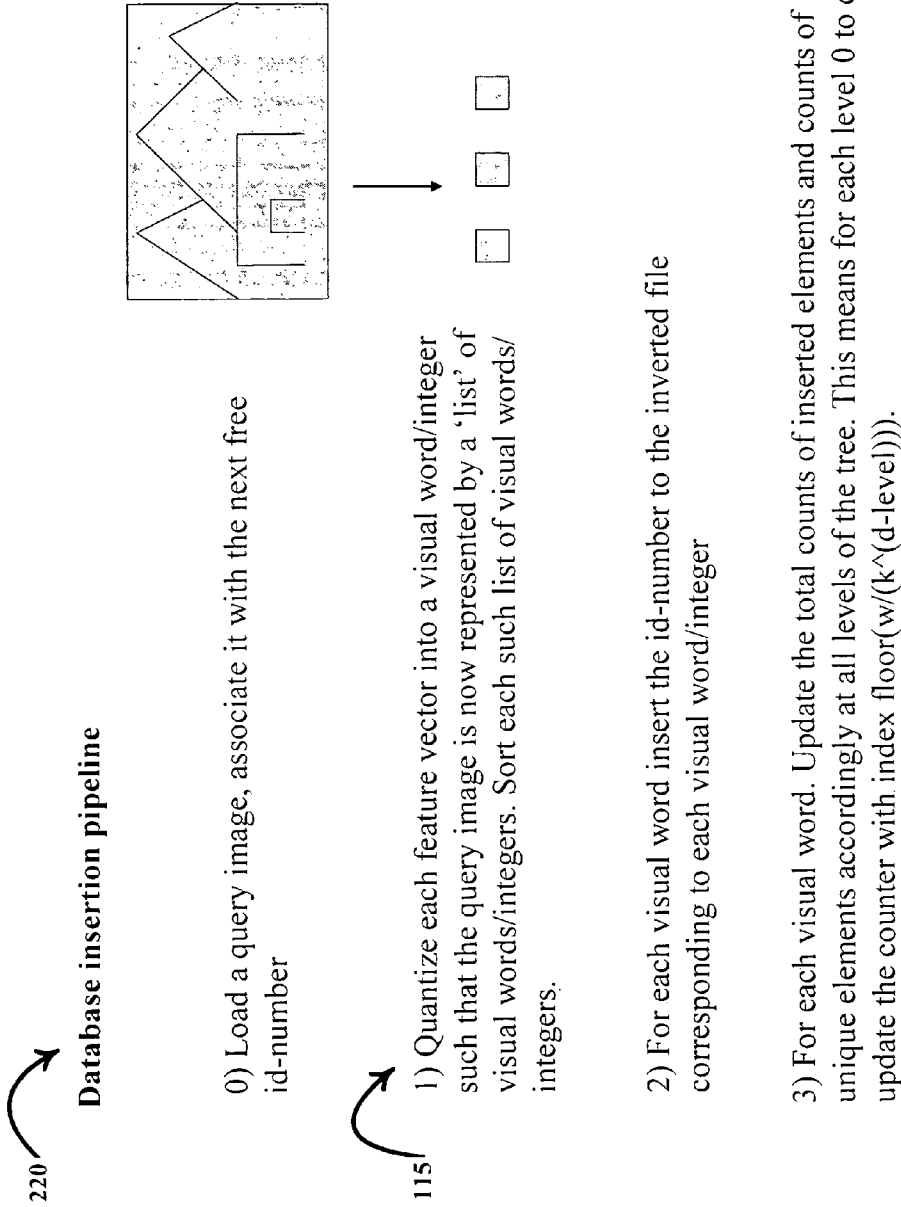 220
Database insertion pipeline
0) Load a query image, associate it with the next free
id-number
115
1) Quantize each feature vector into a visual word/integer
such that the query image is now represented by a ‘list’ of
visual words/integers. Sort each such list of visual words/
integers.
2) For each visual word insert the id-number to the inverted file
corresponding to each visual word/integer
3) For each visual word. Update the total counts of inserted elements and counts of
unique elements accordingly at all levels of the tree. This means for each level 0 to
update the counter with index floor(w/(k^(d-level))).